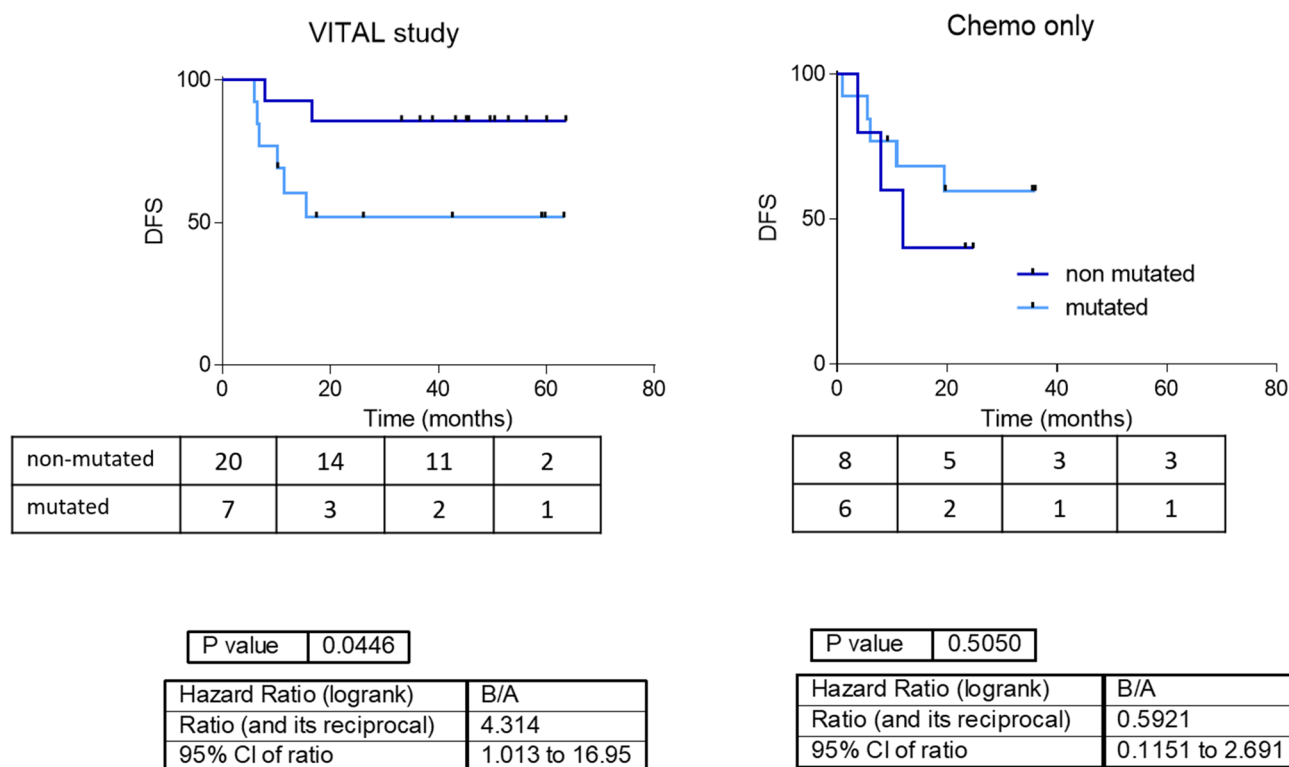 VITAL study
100
50
0
DFS
0 20 40 60 80
Time (months)
non-mutated 20 14 11 2
mutated 7 3 2 1
P value 0.0446
Hazard Ratio (logrank) B/A
Ratio (and its reciprocal) 4.314
95% CI of ratio 1.013 to 16.95
Chemo only
100
50
0
DFS
non mutated
mutated
0 20 40 60 80
Time (months)
8 5 3 3
6 2 1 1
P value 0.5050
Hazard Ratio (logrank) B/A
Ratio (and its reciprocal) 0.5921
95% CI of ratio 0.1151 to 2.691